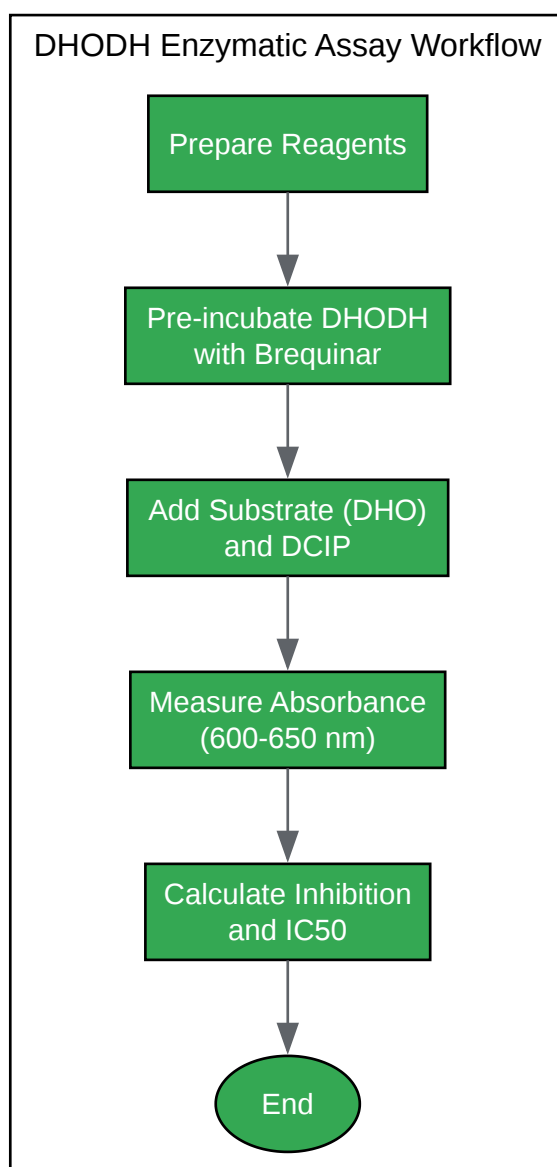 DHODH Enzymatic Assay Workflow
Prepare Reagents
Pre-incubate DHODH
with Brequinar
Add Substrate (DHO)
and DCIP
Measure Absorbance
(600-650 nm)
Calculate Inhibition
and IC50
End